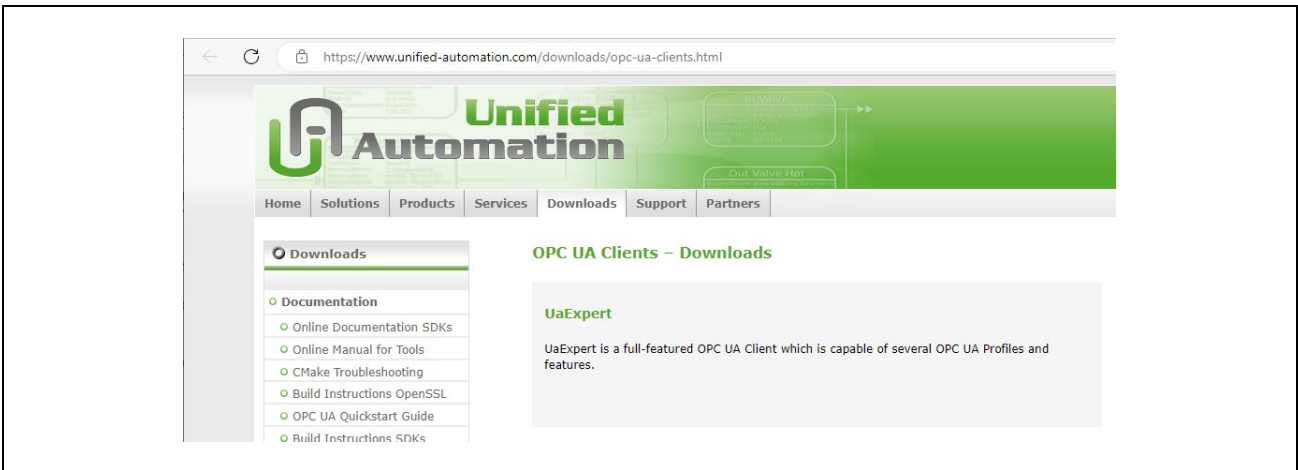 https://www.unified-automation.com/downloads/opc-ua-clients.html
Unified
Automation
In Valve
Out Valve Hot
Home Solutions Products Services Downloads Support Partners
Downloads
OPC UA Clients – Downloads
Documentation
Online Documentation SDKs
Online Manual for Tools
CMake Troubleshooting
Build Instructions OpenSSL
OPC UA Quickstart Guide
Build Instructions SDKs
UaExpert
UaExpert is a full-featured OPC UA Client which is capable of several OPC UA Profiles and
features.